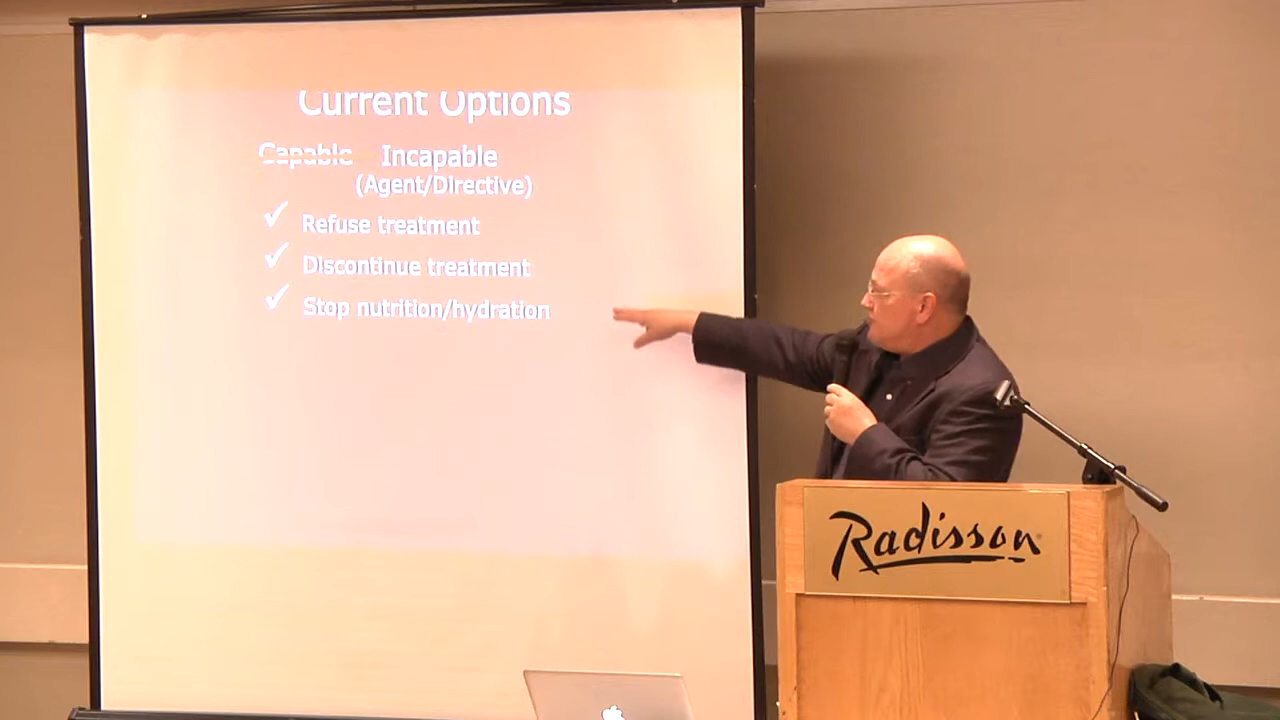 Current Options
Capable Incapable
(Agent/Directive)
✓ Refuse treatment
✓ Discontinue treatment
✓ Stop nutrition/hydration
Radisson